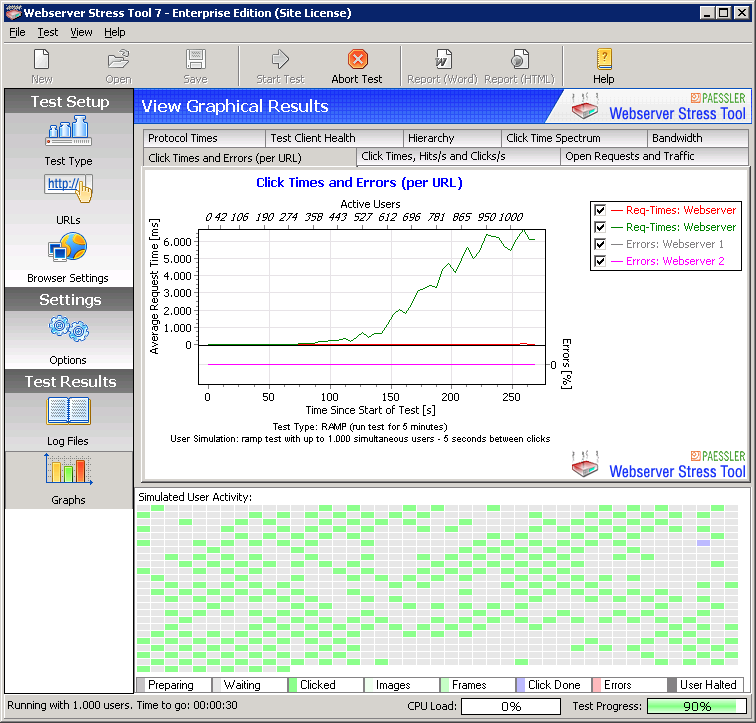 Webserver Stress Tool 7 - Enterprise Edition (Site License)
File Test View Help
New Open Save Start Test Abort Test Report (Word) Report (HTML) Help
Test Setup
Test Type
http://
URLs
Browser Settings
Settings
Options
Test Results
Log Files
Graphs
View Graphical Results
PAESSLER
Webserver Stress Tool
Protocol Times Test Client Health Hierarchy Click Time Spectrum Bandwidth
Click Times and Errors (per URL) Click Times, Hits/s and Clicks/s Open Requests and Traffic
Click Times and Errors (per URL)
Active Users
0 42 106 190 274 358 443 527 612 696 781 865 950 1000
Average Request Time [ms]
6.000
5.000
4.000
3.000
2.000
1.000
0
0
Errors [%]
0 50 100 150 200 250
Time Since Start of Test [s]
Test Type: RAMP (run test for 5 minutes)
User Simulation: ramp test with up to 1.000 simultaneous users - 5 seconds between clicks
Req-Times: Webserver
Req-Times: Webserver
Errors: Webserver 1
Errors: Webserver 2
PAESSLER
Webserver Stress Tool
Simulated User Activity:
Preparing Waiting Clicked Images Frames Click Done Errors User Halted
Running with 1.000 users. Time to go: 00:00:30 CPU Load: 0% Test Progress: 90%